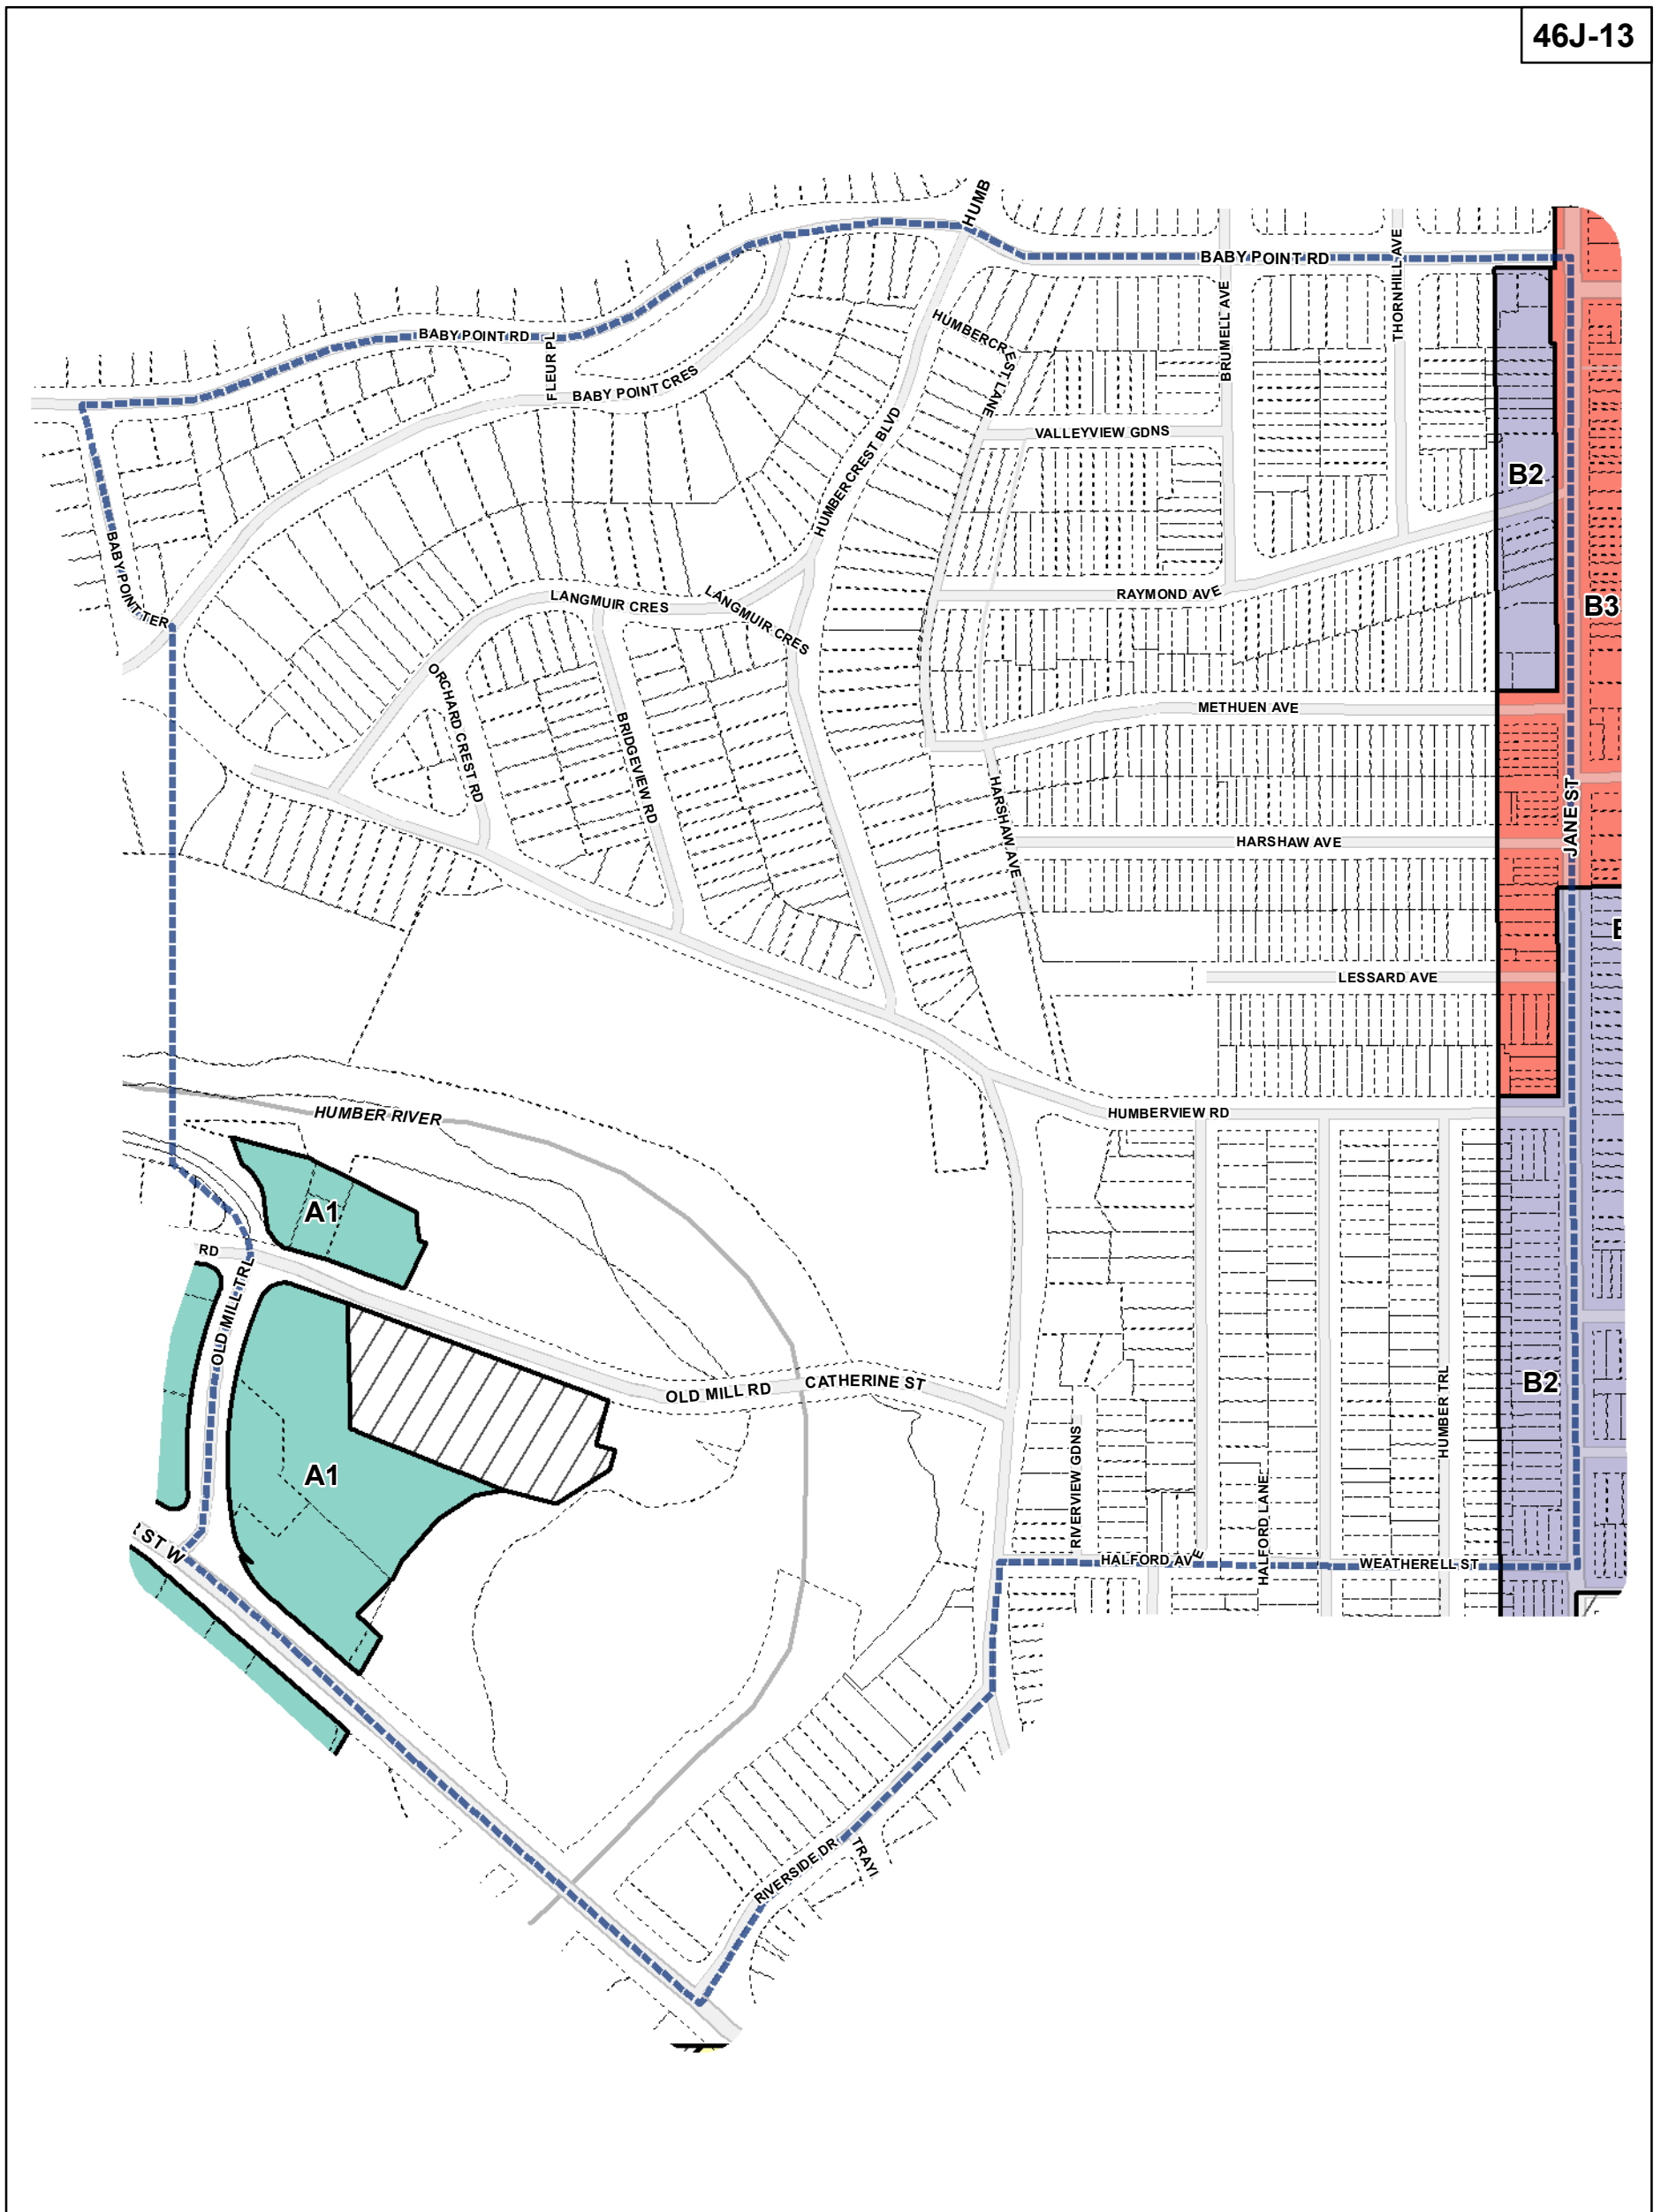 46J-13
HUMB
BABY POINT RD
THORNHILL AVE
BRUMELL AVE
HUMBERCREST LANE
BABY POINT RD
FLEUR PL
BABY POINT CRES
HUMBERCREST BLVD
VALLEYVIEW GDNS
B2
BABY POINT TER
LANGMUIR CRES
LANGMUIR CRES
RAYMOND AVE
B3
ORCHARD CREST RD
BRIDGEVIEW RD
METHUEN AVE
HARSHAW AVE
HARSHAW AVE
JANE ST
LESSARD AVE
HUMBER RIVER
HUMBERVIEW RD
A1
RD
OLD MILL TRL
OLD MILL RD
CATHERINE ST
B2
HUMBER TRL
A1
RIVERVIEW GDNS
HALFORD LANE
ST W
HALFORD AVE
WEATHERELL ST
RIVERSIDE DR
TRAYI